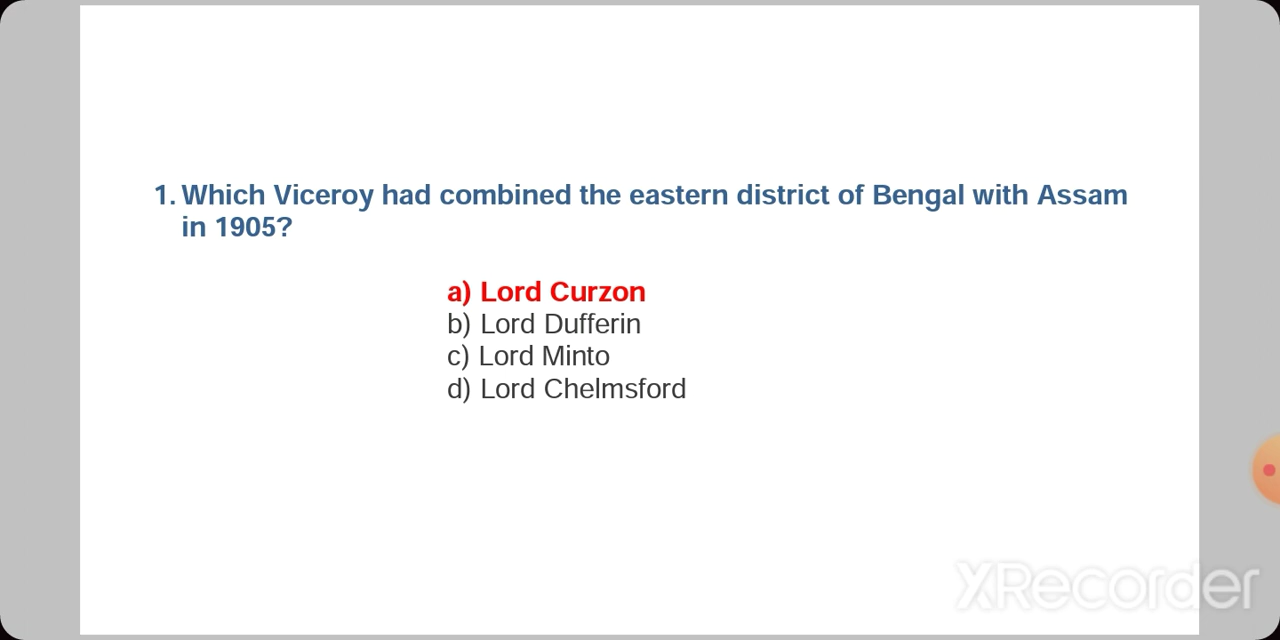 1. Which Viceroy had combined the eastern district of Bengal with Assam
in 1905?
a) Lord Curzon
b) Lord Dufferin
c) Lord Minto
d) Lord Chelmsford
XRecorder